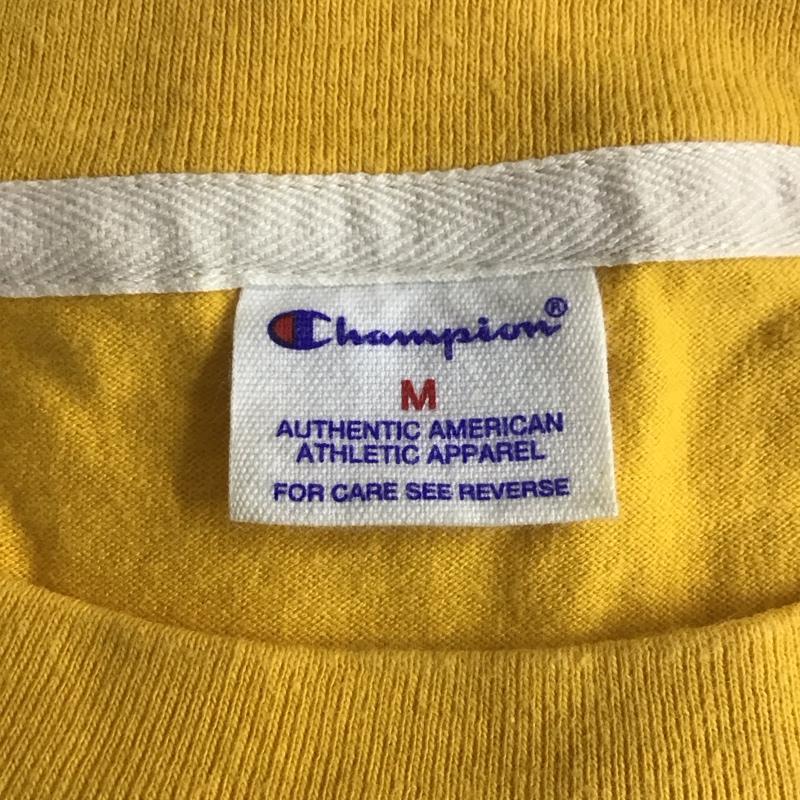 Champion®
M
AUTHENTIC AMERICAN
ATHLETIC APPAREL
FOR CARE SEE REVERSE